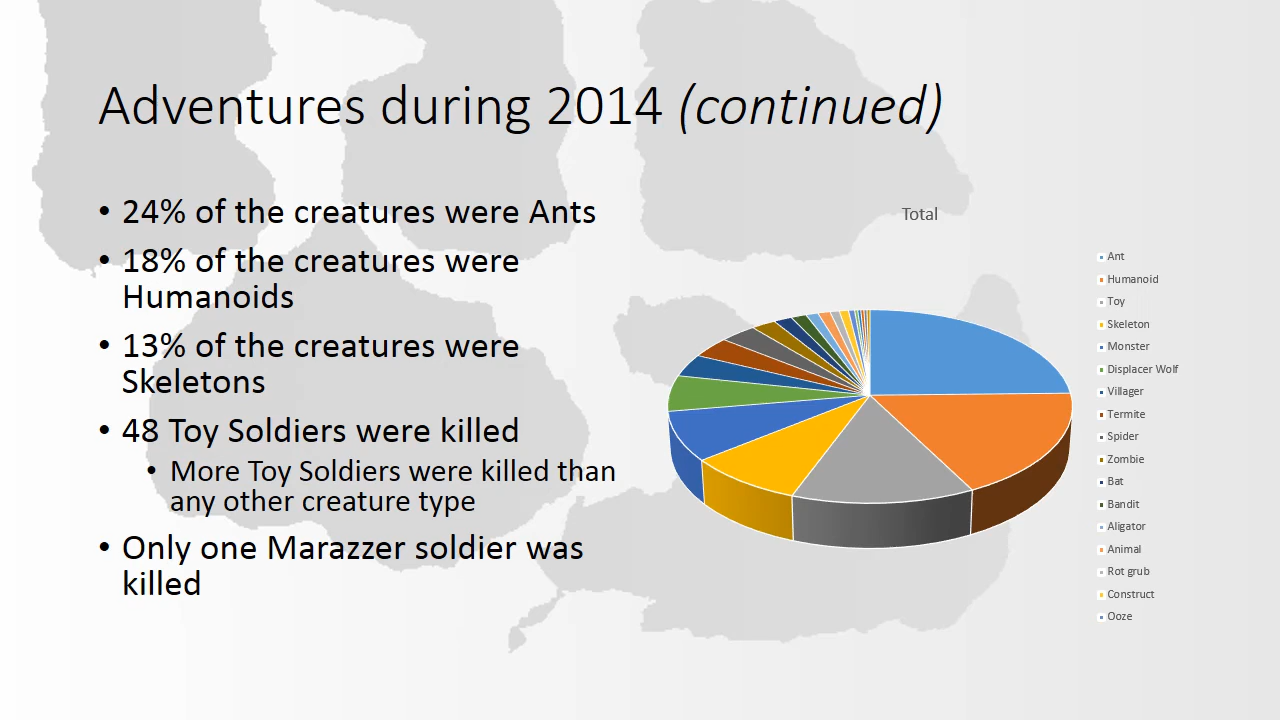 Adventures during 2014 (continued)
• 24% of the creatures were Ants
• 18% of the creatures were
Humanoids
• 13% of the creatures were
Skeletons
• 48 Toy Soldiers were killed
• More Toy Soldiers were killed than
any other creature type
• Only one Marazzer soldier was
killed
Total
Ant
Humanoid
Toy
Skeleton
Monster
Displacer Wolf
Villager
Termite
Spider
Zombie
Bat
Bandit
Aligator
Animal
Rot grub
Construct
Ooze